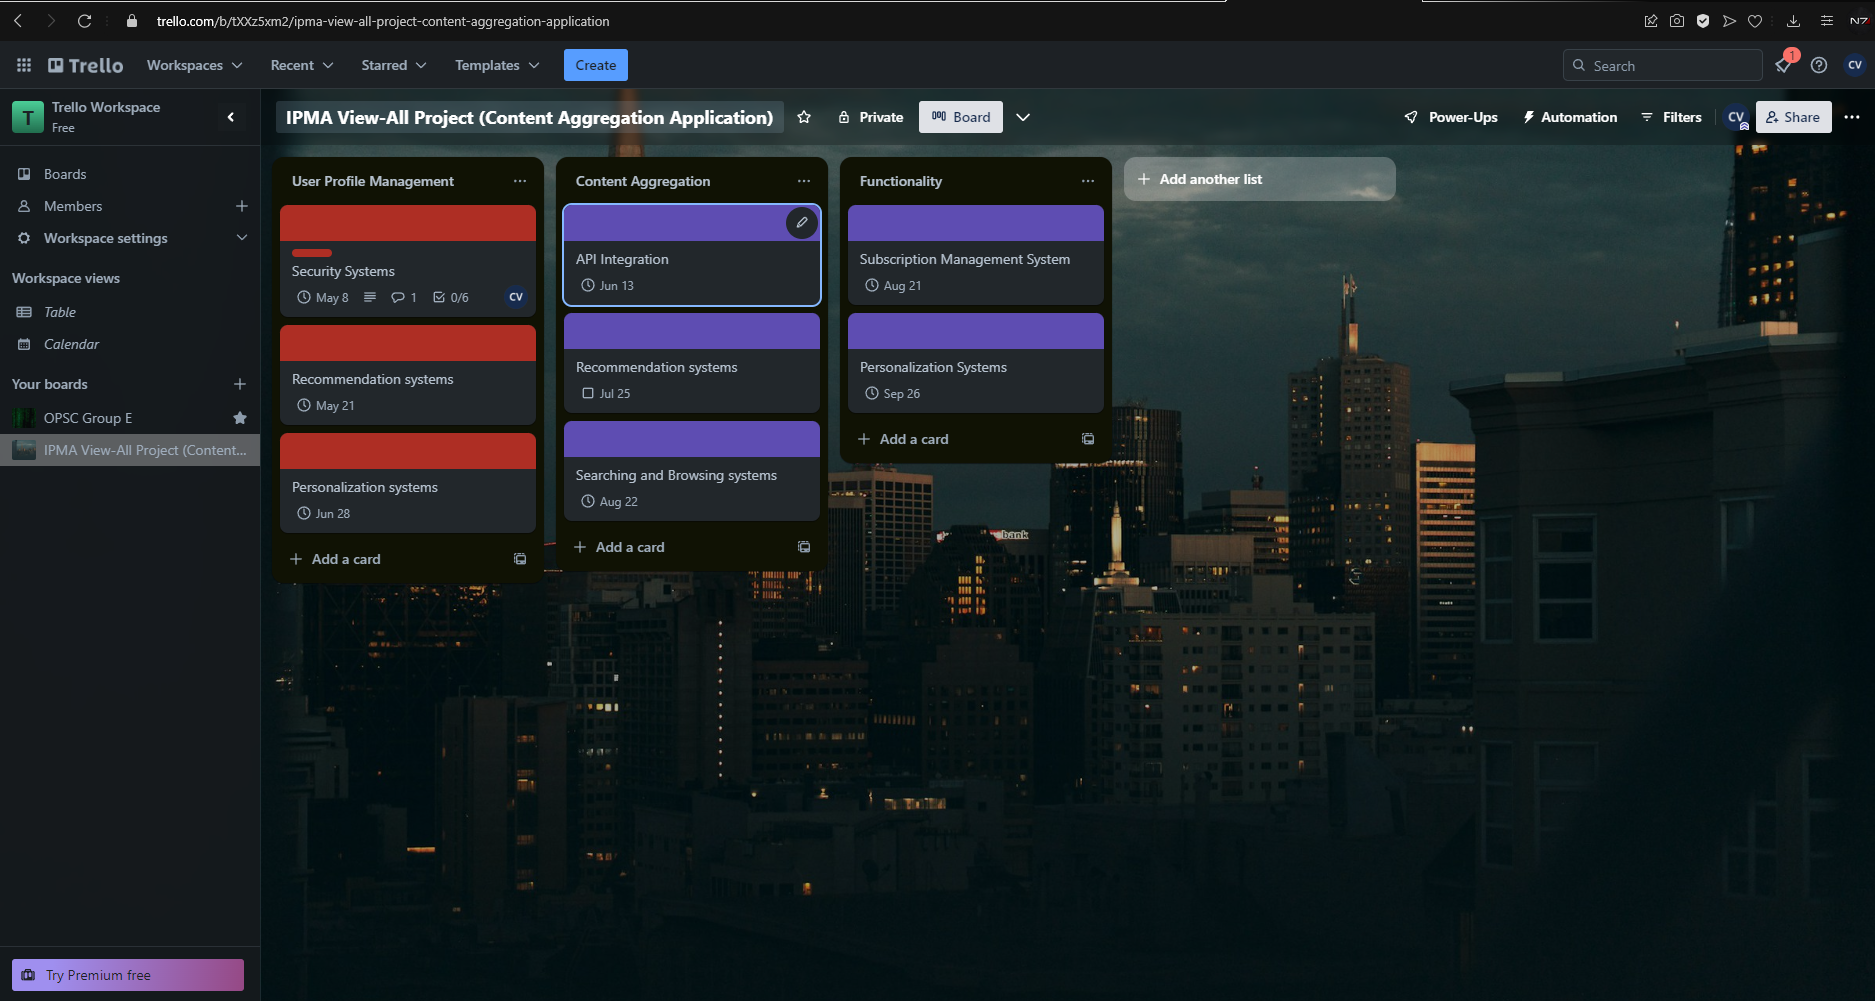 trello.com/b/tXXz5xm2/ipma-view-all-project-content-aggregation-application
N7
Trello
Workspaces
Recent
Starred
Templates
Create
Search
1
CV
T
Trello Workspace
Free
IPMA View-All Project (Content Aggregation Application)
Private
Board
Power-Ups
Automation
Filters
CV
Share
Boards
Members
Workspace settings
Workspace views
Table
Calendar
Your boards
OPSC Group E
IPMA View-All Project (Content...
Try Premium free
User Profile Management
Security Systems
May 8
1
0/6
CV
Recommendation systems
May 21
Personalization systems
Jun 28
Add a card
Content Aggregation
API Integration
Jun 13
Recommendation systems
Jul 25
Searching and Browsing systems
Aug 22
Add a card
Functionality
Subscription Management System
Aug 21
Personalization Systems
Sep 26
Add a card
Add another list
bank